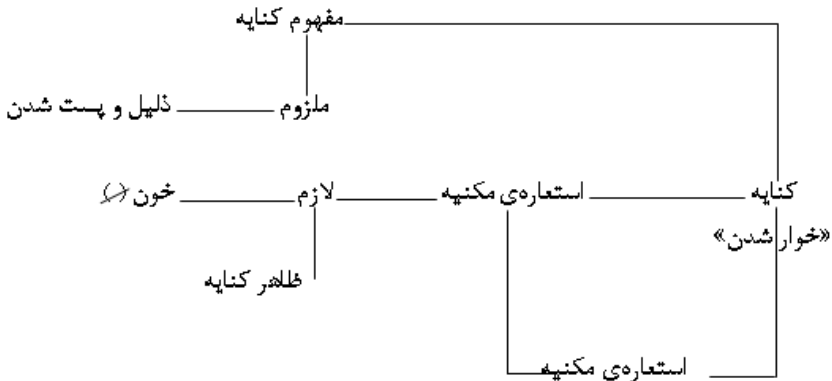 مفهوم کنایه
ملزوم ذلیل و پست شدن
کنایه استعاره‌ی مکنیه لازم خون
«خوار شدن»
ظاهر کنایه
استعاره‌ی مکنیه